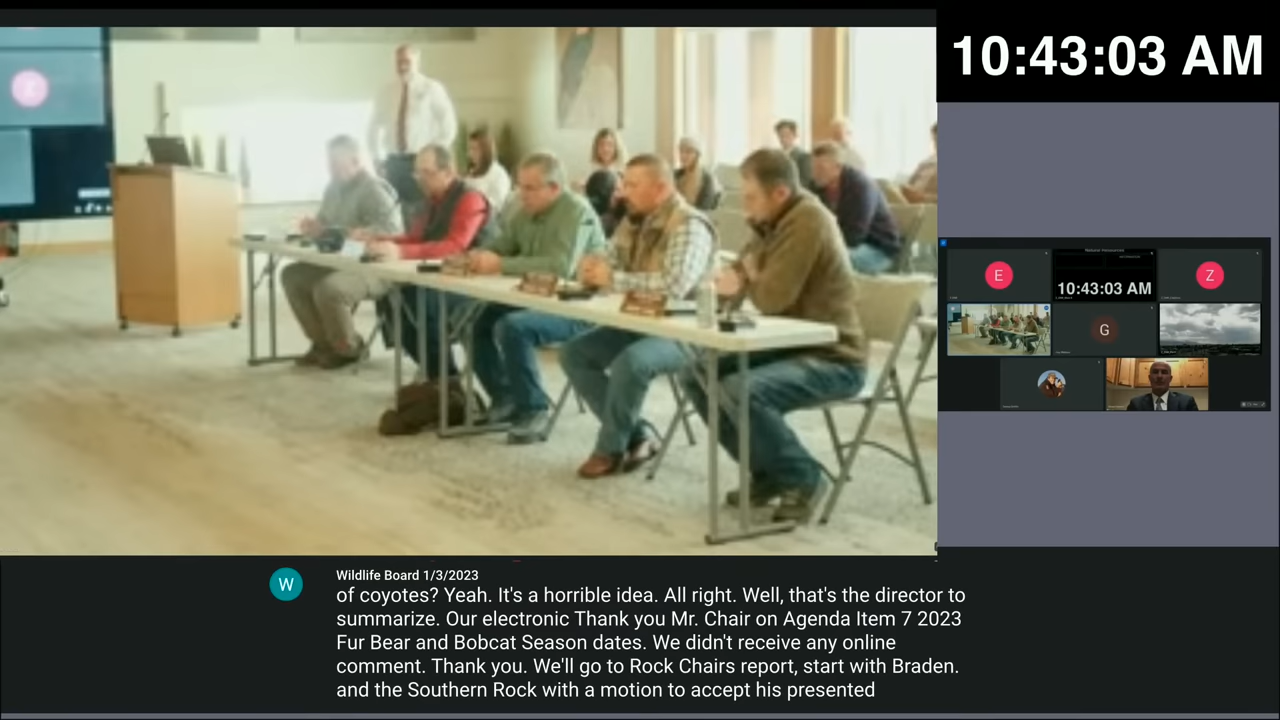 10:43:03 AM
E
10:43:03 AM
Z
G
W
Wildlife Board 1/3/2023
of coyotes? Yeah. It's a horrible idea. All right. Well, that's the director to
summarize. Our electronic Thank you Mr. Chair on Agenda Item 7 2023
Fur Bear and Bobcat Season dates. We didn't receive any online
comment. Thank you. We'll go to Rock Chairs report, start with Braden.
and the Southern Rock with a motion to accept his presented